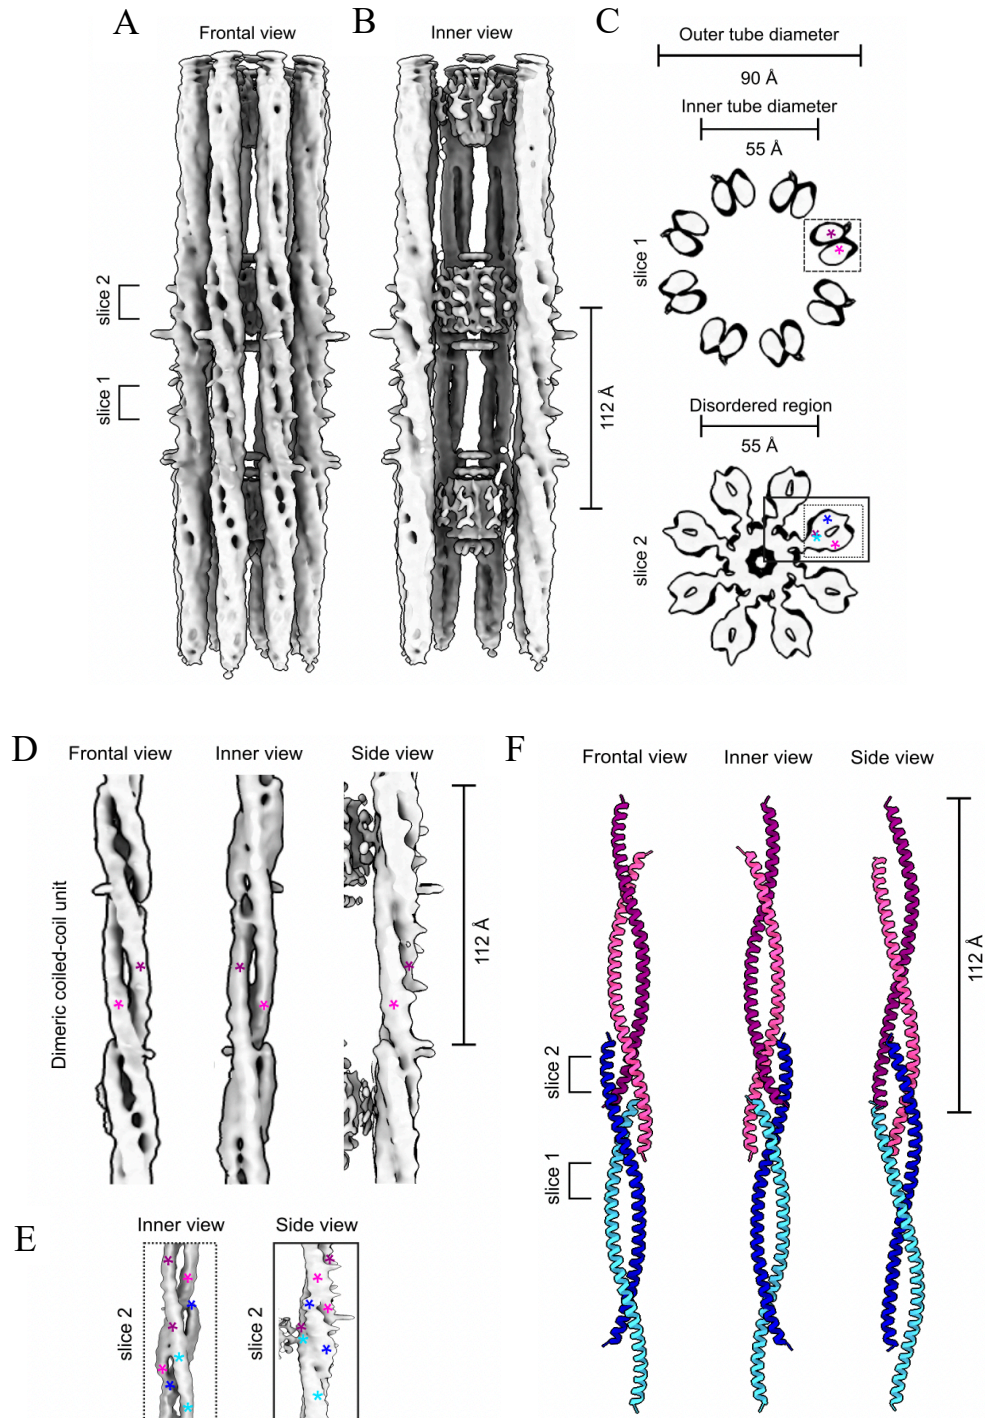 A
Frontal view
slice 2
slice 1
B
Inner view
112 Å
C
Outer tube diameter
90 Å
Inner tube diameter
55 Å
slice 1
Disordered region
55 Å
slice 2
D
Frontal view
Inner view
Side view
Dimeric coiled-coil unit
112 Å
E
Inner view
Side view
slice 2
slice 2
F
Frontal view
Inner view
Side view
slice 2
slice 1
112 Å